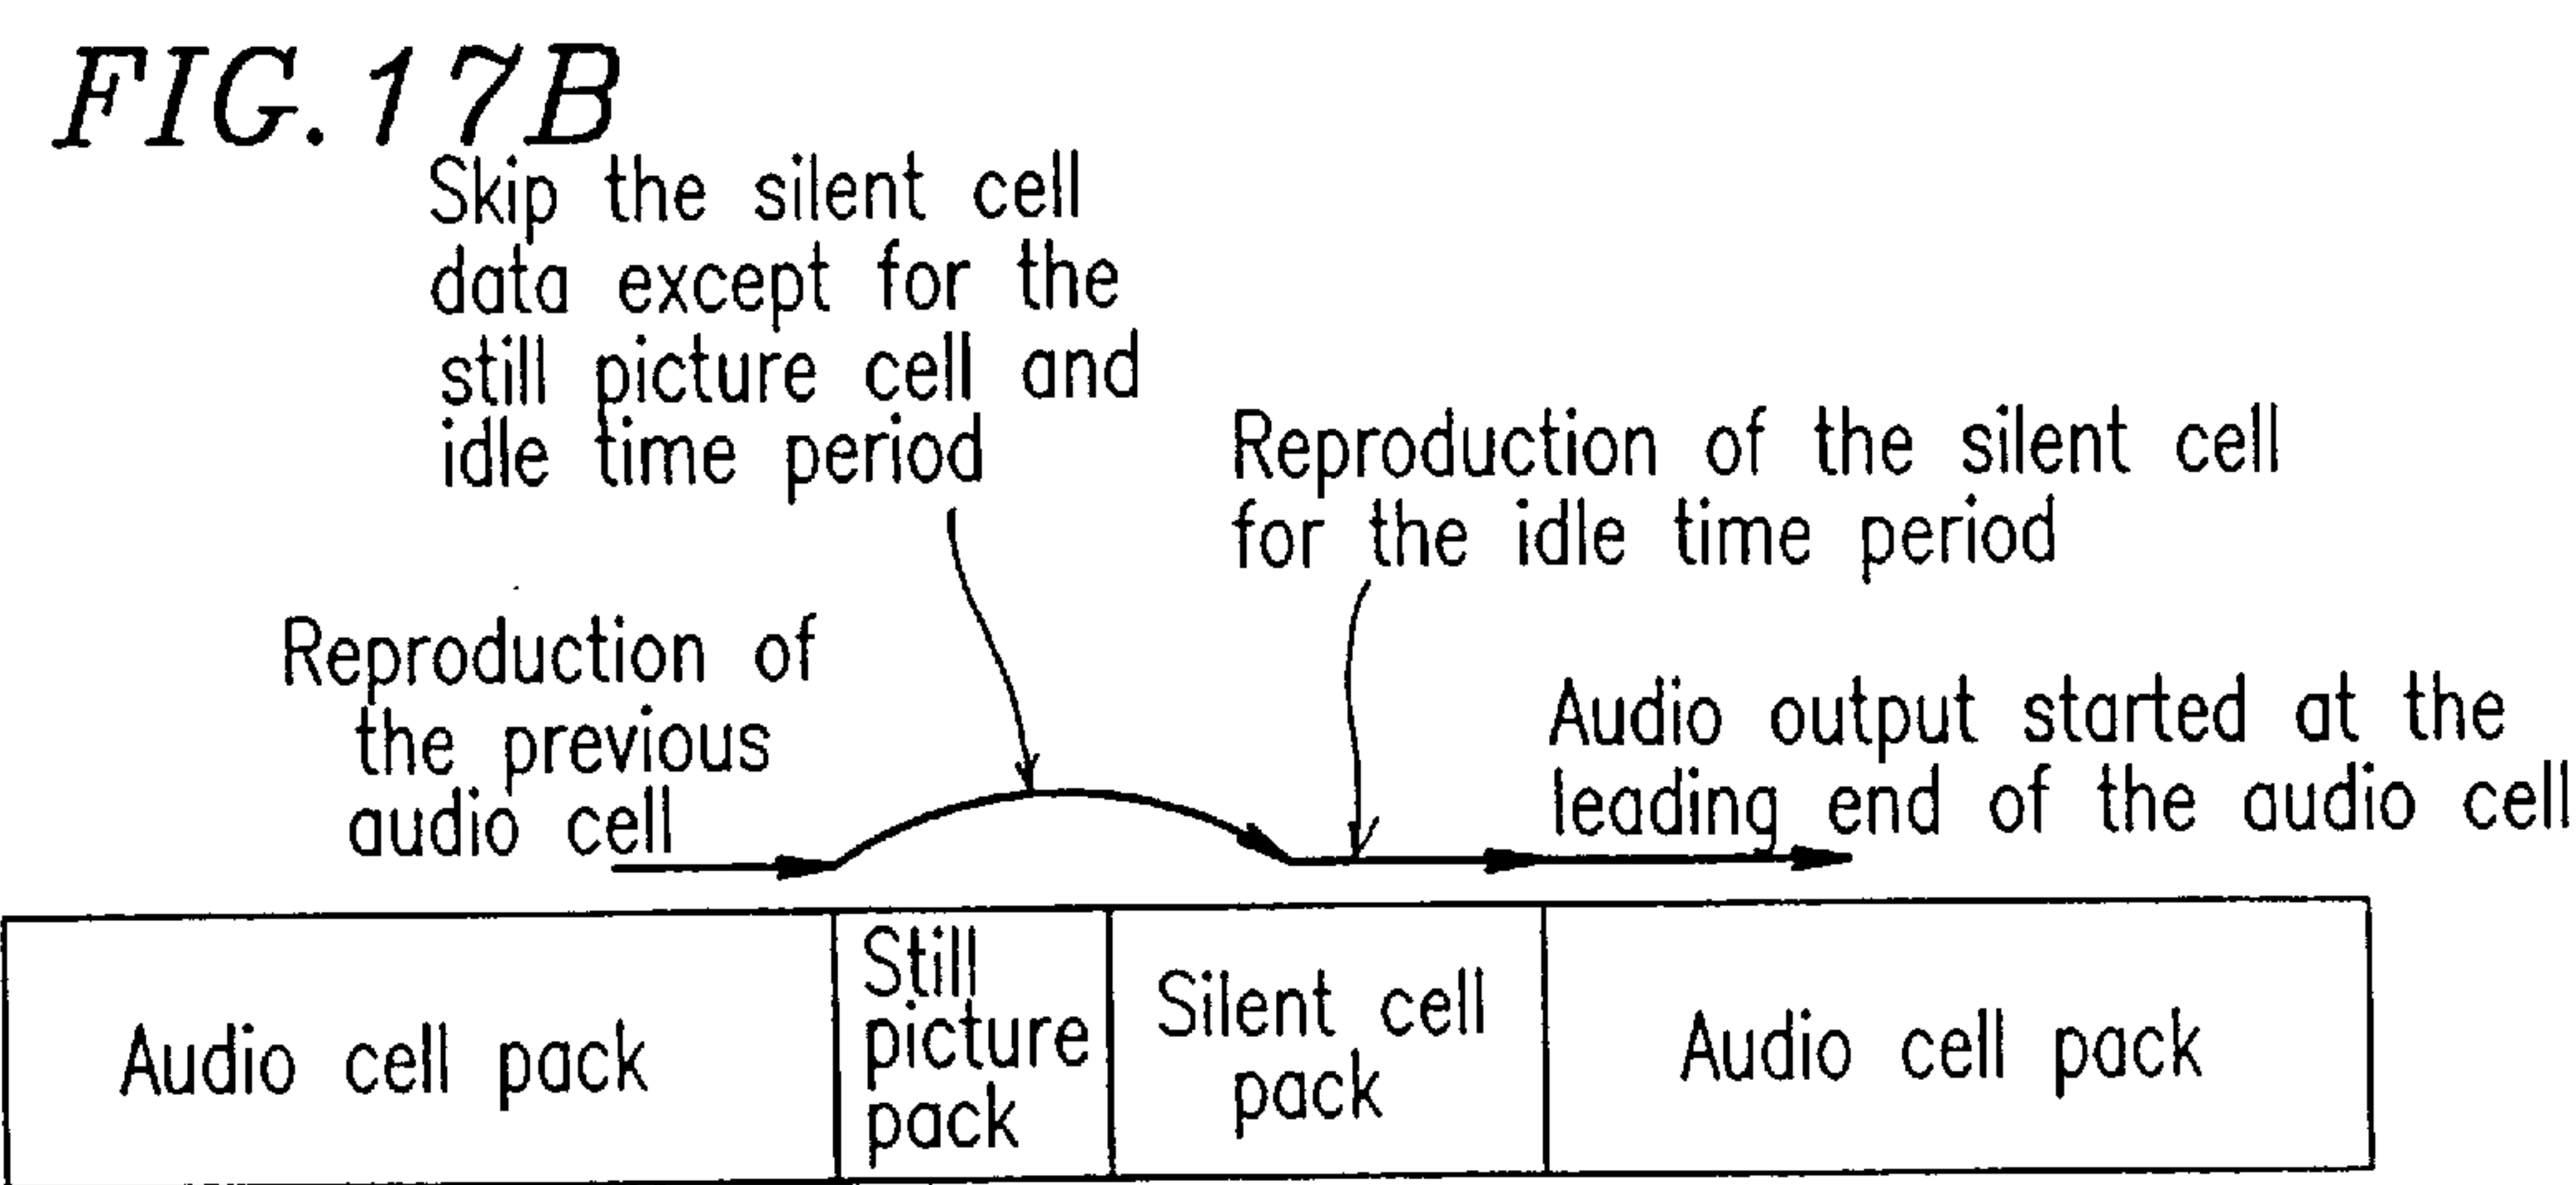 FIG. 17B
Skip the silent cell
data except for the
still picture cell and
idle time period
Reproduction of the silent cell
for the idle time period
Reproduction of
the previous
audio cell
Audio output started at the
leading end of the audio cell
Audio cell pack
Still
picture
pack
Silent cell
pack
Audio cell pack